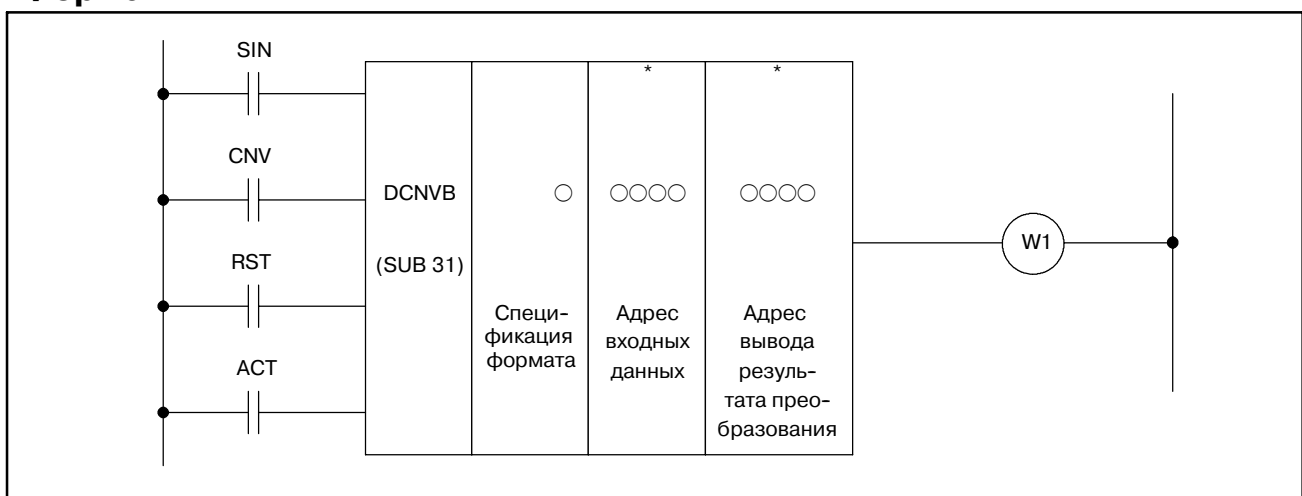 SIN
CNV
RST
ACT
DCNVB
(SUB 31)
Специ-
фикация
формата
*
Адрес
входных
данных
*
Адрес
вывода
резуль-
тата прео-
бразования
W1